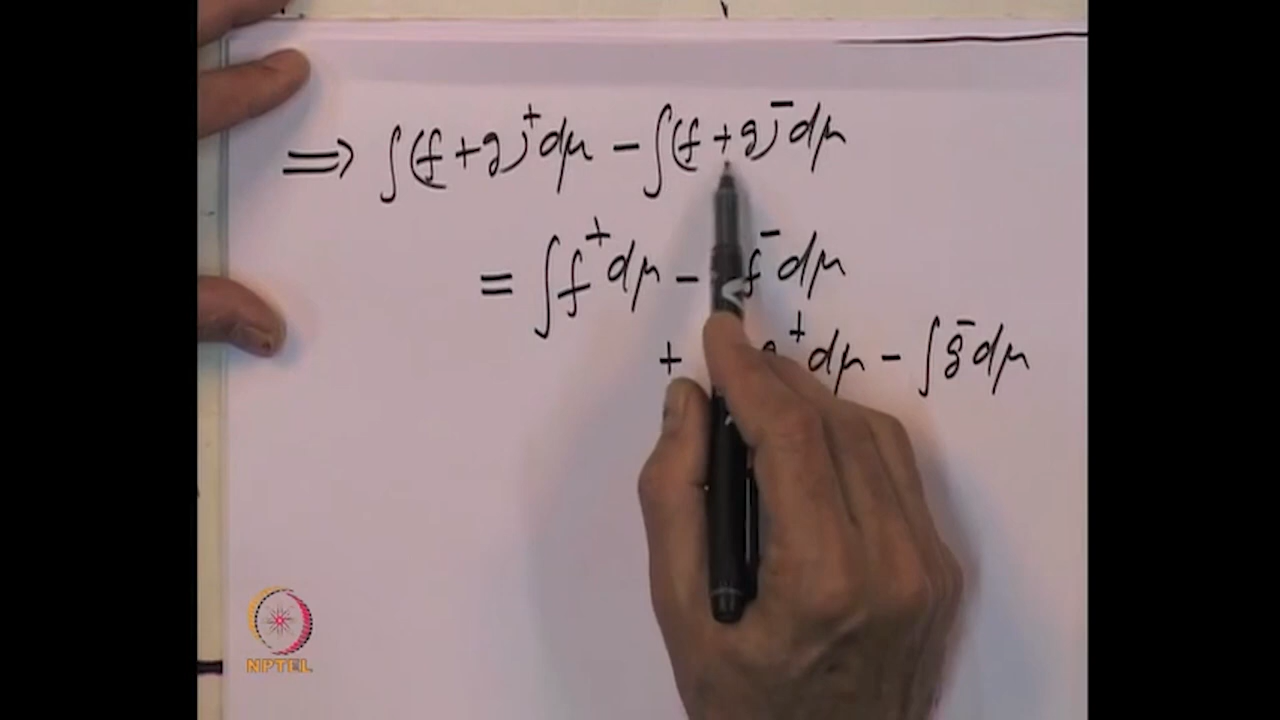 ⇒ ∫(f+g)⁺dμ − ∫(f+g)⁻dμ
= ∫f⁺dμ − f⁻dμ
+ g⁺dμ − ∫g⁻dμ
NPTEL